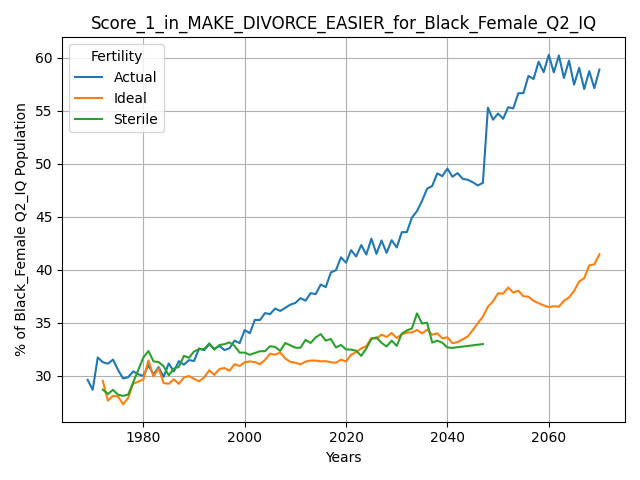 Score_1_in_MAKE_DIVORCE_EASIER_for_Black_Female_Q2_IQ
Fertility
Actual
Ideal
Sterile
% of Black_Female Q2_IQ Population
60
55
50
45
40
35
30
1980
2000
2020
2040
2060
Years